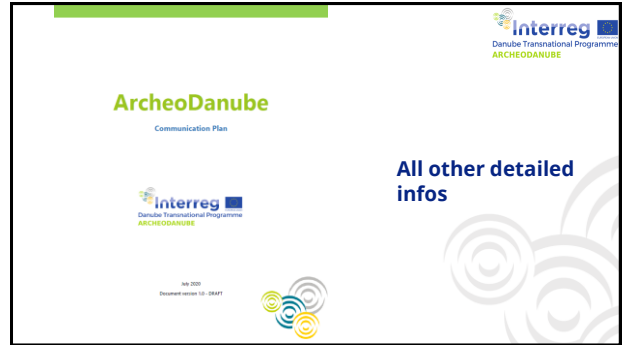 ArcheoDanube
Communication Plan
Interreg
Danube Transnational Programme
ARCHEODANUBE
July 2020
Document version 1.0 - DRAFT
Interreg
Danube Transnational Programme
ARCHEODANUBE
All other detailed
infos